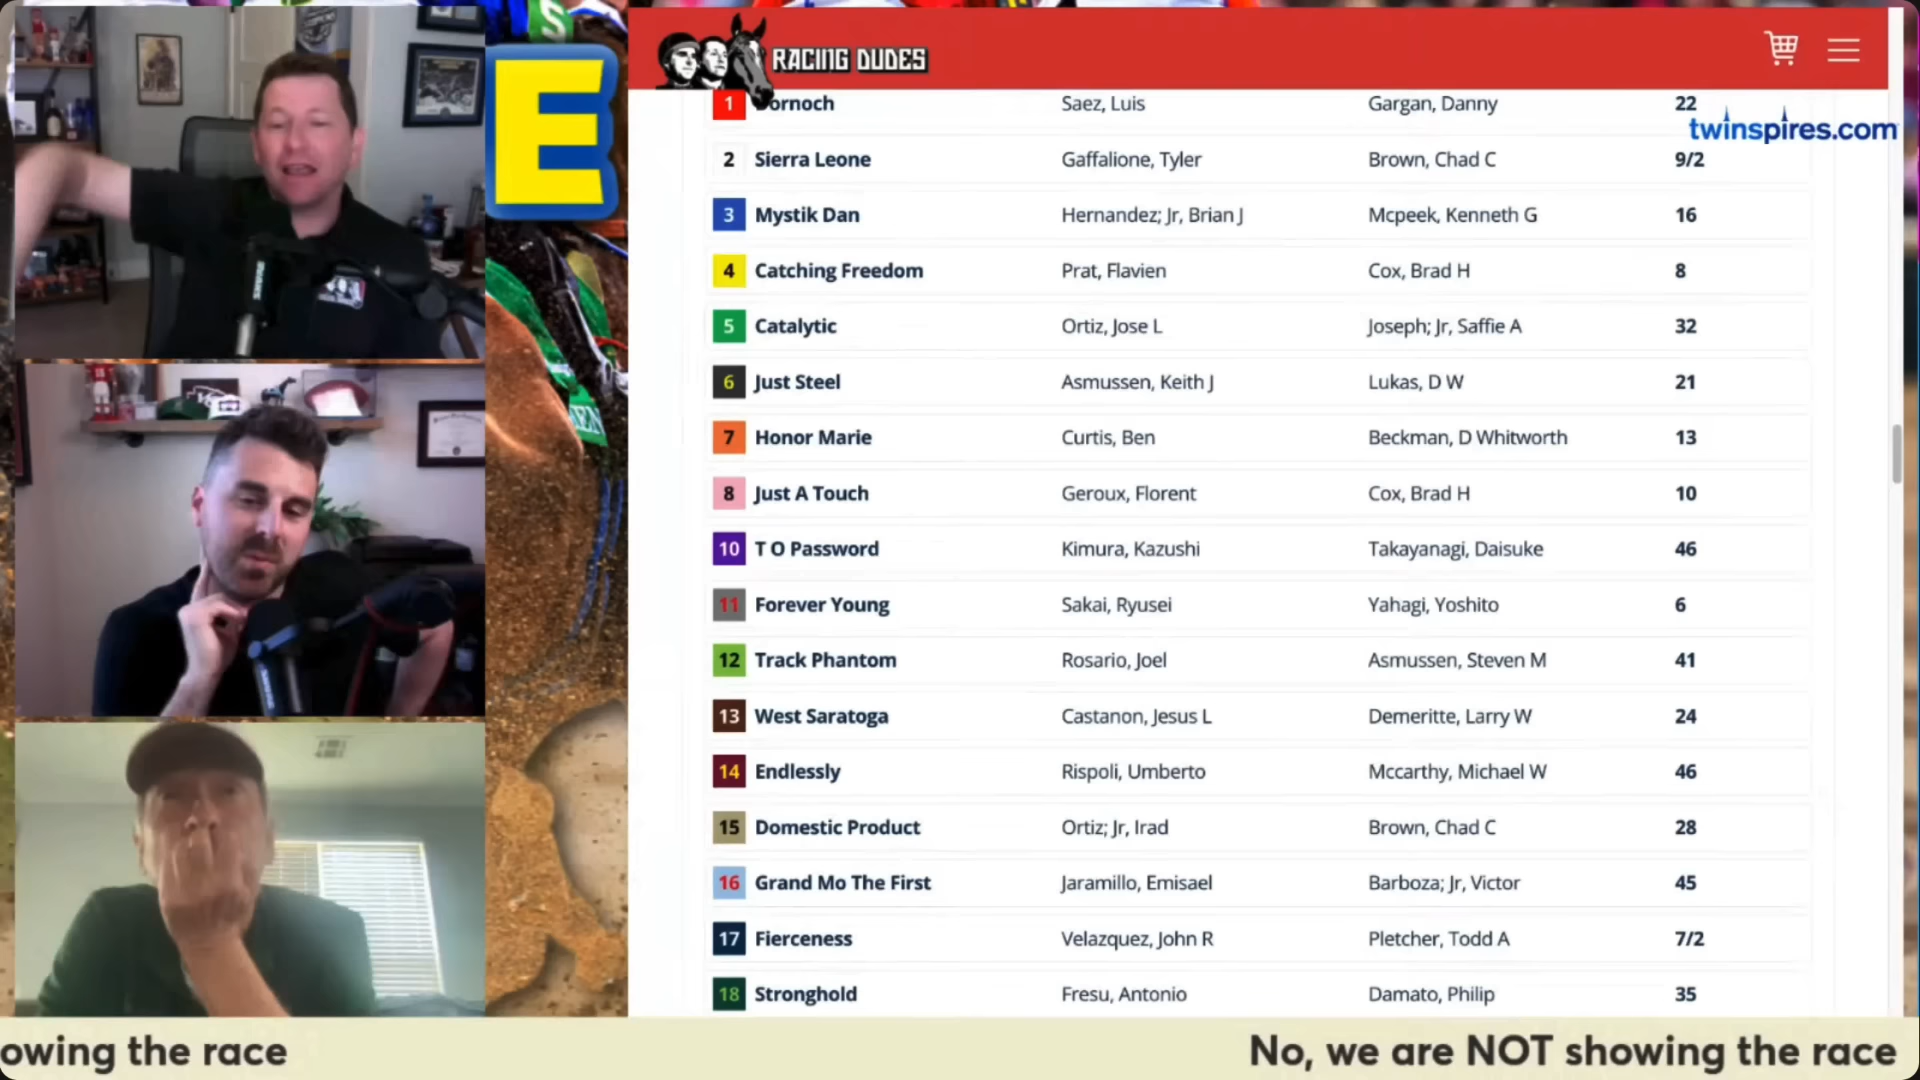 S
E
RACING DUDES
twinspires.com
1 Dornoch Saez, Luis Gargan, Danny 22
2 Sierra Leone Gaffalione, Tyler Brown, Chad C 9/2
3 Mystik Dan Hernandez; Jr, Brian J Mcpeek, Kenneth G 16
4 Catching Freedom Prat, Flavien Cox, Brad H 8
5 Catalytic Ortiz, Jose L Joseph; Jr, Saffie A 32
6 Just Steel Asmussen, Keith J Lukas, D W 21
7 Honor Marie Curtis, Ben Beckman, D Whitworth 13
8 Just A Touch Geroux, Florent Cox, Brad H 10
10 T O Password Kimura, Kazushi Takayanagi, Daisuke 46
11 Forever Young Sakai, Ryusei Yahagi, Yoshito 6
12 Track Phantom Rosario, Joel Asmussen, Steven M 41
13 West Saratoga Castanon, Jesus L Demeritte, Larry W 24
14 Endlessly Rispoli, Umberto Mccarthy, Michael W 46
15 Domestic Product Ortiz; Jr, Irad Brown, Chad C 28
16 Grand Mo The First Jaramillo, Emisael Barboza; Jr, Victor 45
17 Fierceness Velazquez, John R Pletcher, Todd A 7/2
18 Stronghold Fresu, Antonio Damato, Philip 35
owing the race No, we are NOT showing the race